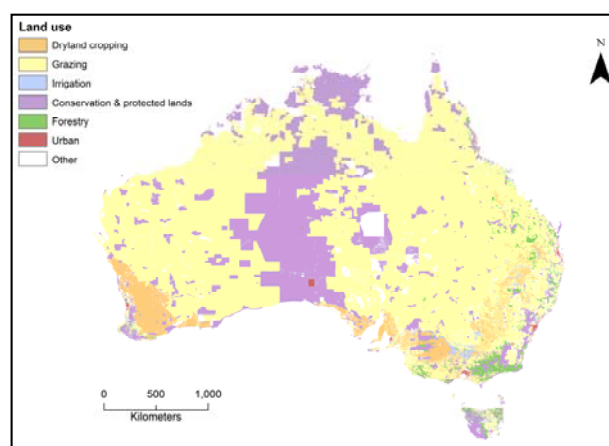 Land use
Dryland cropping
Grazing
Irrigation
Conservation & protected lands
Forestry
Urban
Other
N
0 500 1,000
Kilometers